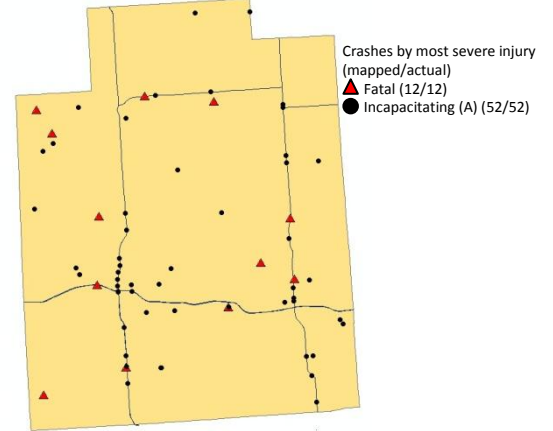 Crashes by most severe injury
(mapped/actual)
Fatal (12/12)
Incapacitating (A) (52/52)